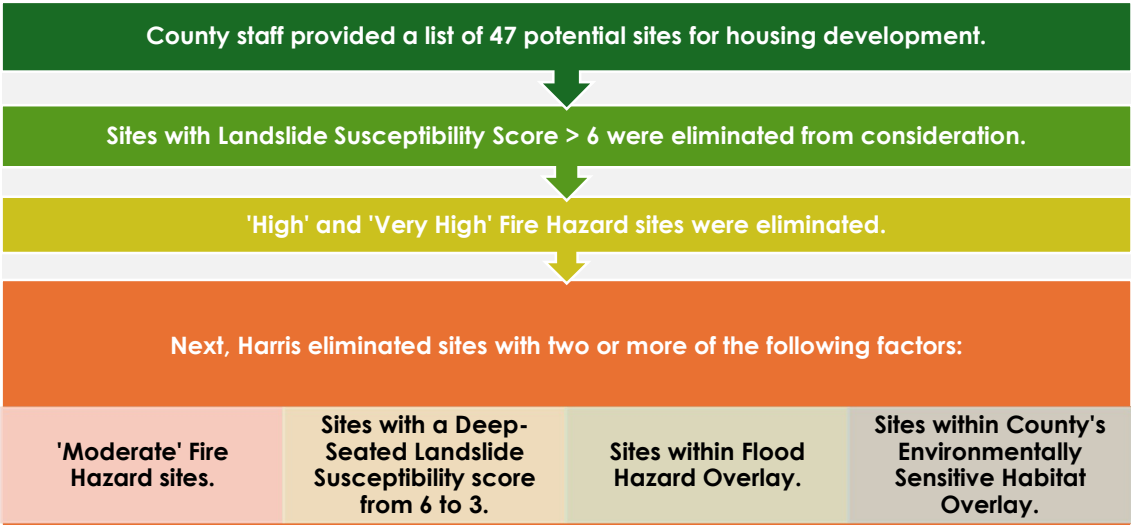 County staff provided a list of 47 potential sites for housing development.
Sites with Landslide Susceptibility Score > 6 were eliminated from consideration.
'High' and 'Very High' Fire Hazard sites were eliminated.
Next, Harris eliminated sites with two or more of the following factors:
'Moderate' Fire
Hazard sites.
Sites with a Deep-
Seated Landslide
Susceptibility score
from 6 to 3.
Sites within Flood
Hazard Overlay.
Sites within County's
Environmentally
Sensitive Habitat
Overlay.